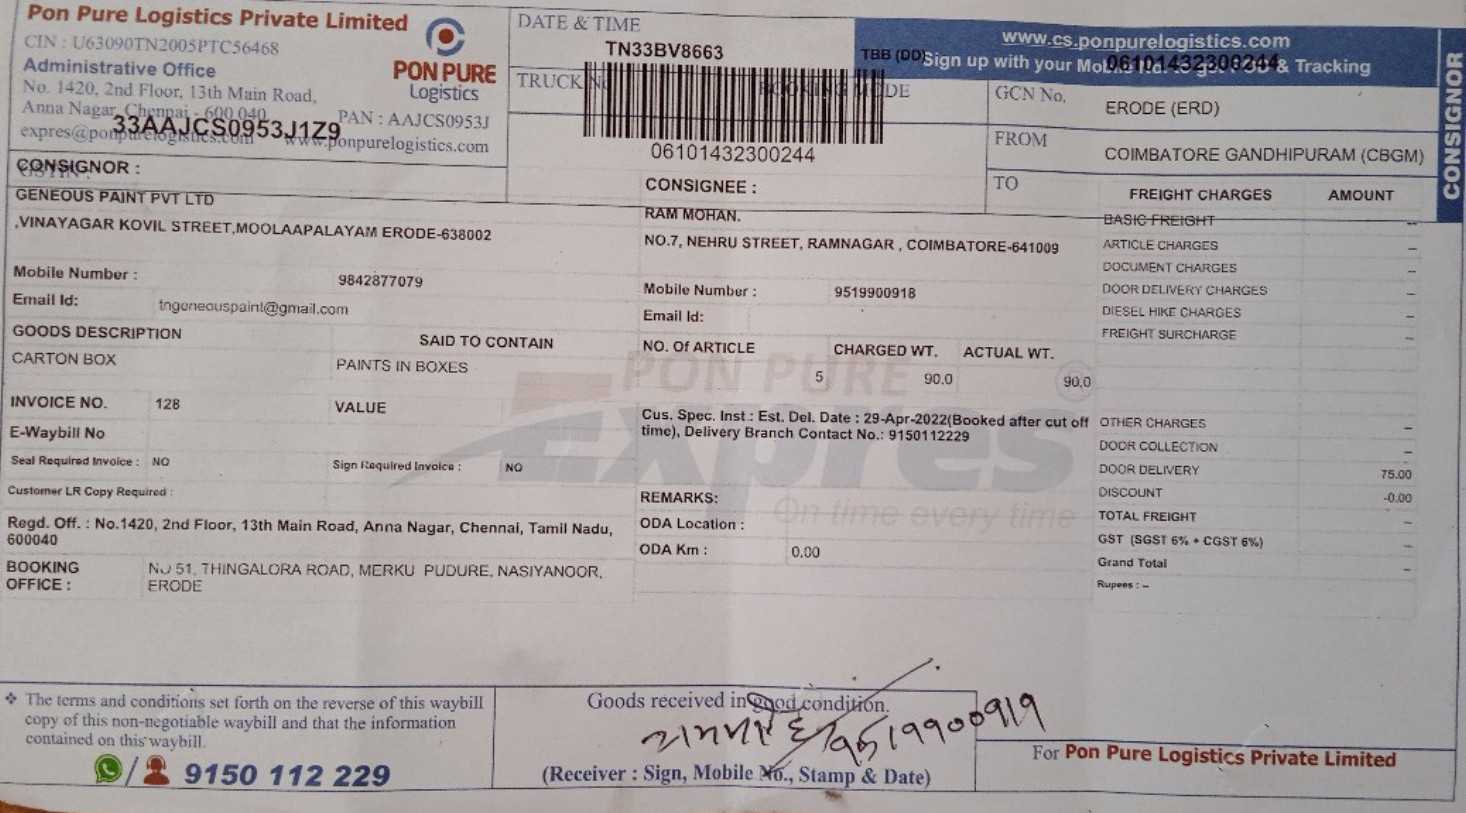 Pon Pure Logistics Private Limited
CIN : U63090TN2005PTC56468
Administrative Office
No. 1420, 2nd Floor, 13th Main Road,
Anna Nagar, Chennai - 600 040
PAN : AAJCS0953J
expres@ponpurelogistics.com www.ponpurelogistics.com
33AAJCS0953J1Z9
GSTIN :
PON PURE
Logistics
DATE & TIME
TN33BV8663
TRUCK NO
BOOKING MODE
TBB (DD)
06101432300244
www.cs.ponpurelogistics.com
Sign up with your & Tracking
06101432300244
GCN No.
ERODE (ERD)
FROM
COIMBATORE GANDHIPURAM (CBGM)
TO
CONSIGNOR
CONSIGNOR :
GENEOUS PAINT PVT LTD
,VINAYAGAR KOVIL STREET,MOOLAAPALAYAM ERODE-638002
Mobile Number : 9842877079
Email Id: tngeneouspaint@gmail.com
CONSIGNEE :
RAM MOHAN.
NO.7, NEHRU STREET, RAMNAGAR , COIMBATORE-641009
Mobile Number : 9519900918
Email Id:
GOODS DESCRIPTION SAID TO CONTAIN
CARTON BOX PAINTS IN BOXES
NO. Of ARTICLE CHARGED WT. ACTUAL WT.
5 90.0 90.0
INVOICE NO. 128 VALUE
E-Waybill No
Seal Required Invoice : NO Sign Required Invoice : NO
Customer LR Copy Required :
Regd. Off. : No.1420, 2nd Floor, 13th Main Road, Anna Nagar, Chennai, Tamil Nadu,
600040
BOOKING OFFICE : NO 51, THINGALORA ROAD, MERKU PUDURE, NASIYANOOR,
ERODE
Cus. Spec. Inst : Est. Del. Date : 29-Apr-2022(Booked after cut off
time), Delivery Branch Contact No.: 9150112229
REMARKS:
ODA Location :
ODA Km : 0.00
PON PURE
Expres
On time every time
FREIGHT CHARGES AMOUNT
BASIC FREIGHT --
ARTICLE CHARGES --
DOCUMENT CHARGES --
DOOR DELIVERY CHARGES --
DIESEL HIKE CHARGES --
FREIGHT SURCHARGE --
OTHER CHARGES --
DOOR COLLECTION --
DOOR DELIVERY 75.00
DISCOUNT -0.00
TOTAL FREIGHT --
GST (SGST 6% + CGST 6%) --
Grand Total --
Rupees : --
❖ The terms and conditions set forth on the reverse of this waybill
copy of this non-negotiable waybill and that the information
contained on this waybill.
9150 112 229
Goods received in good condition.
9519900919
(Receiver : Sign, Mobile No., Stamp & Date)
For Pon Pure Logistics Private Limited